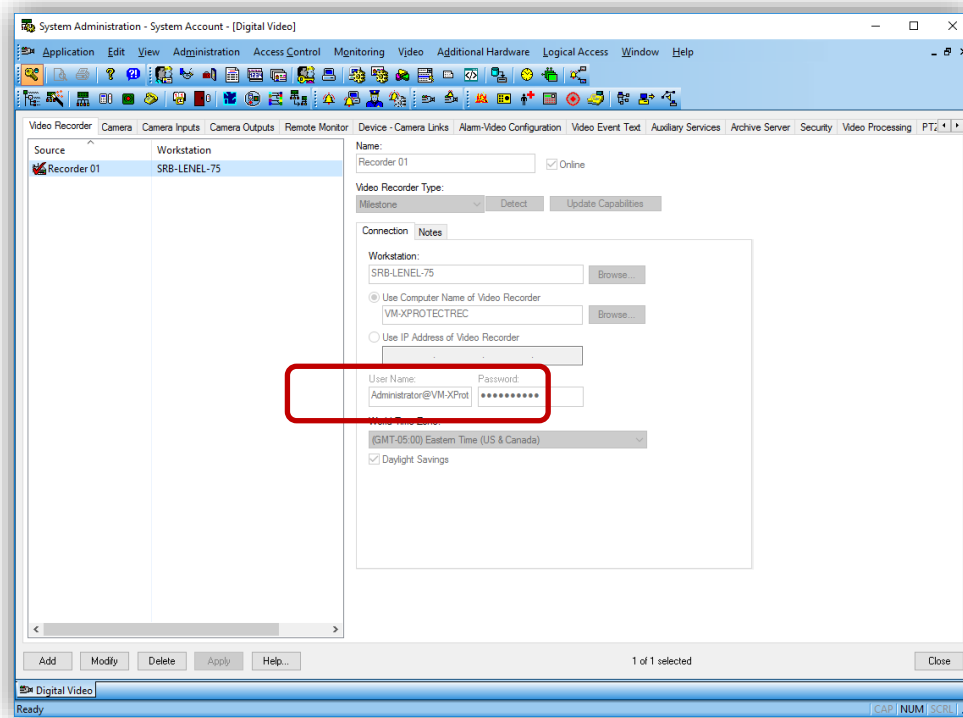 System Administration - System Account - [Digital Video]
Application Edit View Administration Access Control Monitoring Video Additional Hardware Logical Access Window Help
Video Recorder Camera Camera Inputs Camera Outputs Remote Monitor Device - Camera Links Alarm-Video Configuration Video Event Text Auxiliary Services Archive Server Security Video Processing PTZ
Source Workstation
Recorder 01 SRB-LENEL-75
Name:
Recorder 01 Online
Video Recorder Type:
Milestone Detect Update Capabilities
Connection Notes
Workstation:
SRB-LENEL-75 Browse...
Use Computer Name of Video Recorder
VM-XPROTECTREC Browse...
Use IP Address of Video Recorder
. . .
User Name: Password:
Administrator@VM-XProt ●●●●●●●●●●
World Time Zone:
(GMT-05:00) Eastern Time (US & Canada)
Daylight Savings
Add Modify Delete Apply Help... 1 of 1 selected Close
Digital Video
Ready CAP NUM SCRL